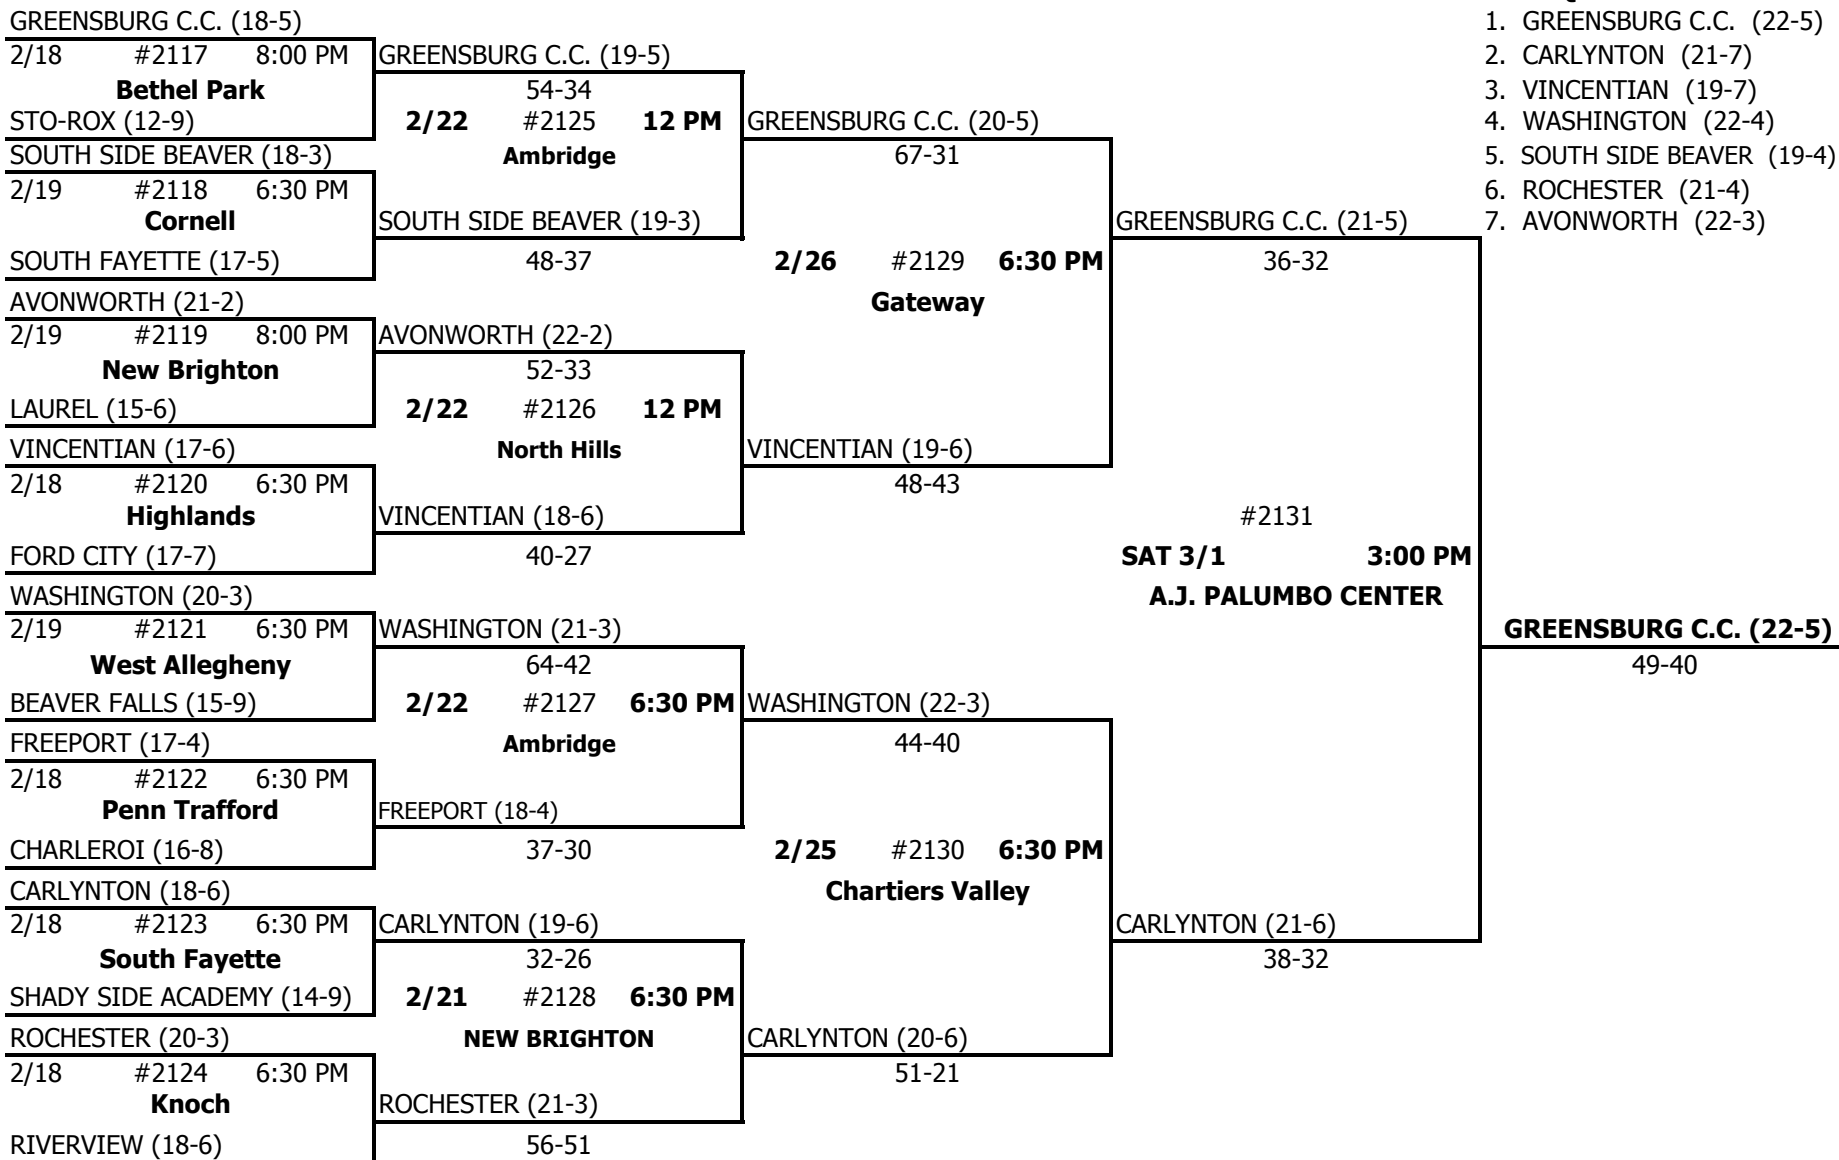 GREENSBURG C.C. (18-5)
2/18 #2117 8:00 PM
Bethel Park
STO-ROX (12-9)
SOUTH SIDE BEAVER (18-3)
2/19 #2118 6:30 PM
Cornell
SOUTH FAYETTE (17-5)
AVONWORTH (21-2)
2/19 #2119 8:00 PM
New Brighton
LAUREL (15-6)
VINCENTIAN (17-6)
2/18 #2120 6:30 PM
Highlands
FORD CITY (17-7)
WASHINGTON (20-3)
2/19 #2121 6:30 PM
West Allegheny
BEAVER FALLS (15-9)
FREEPORT (17-4)
2/18 #2122 6:30 PM
Penn Trafford
CHARLEROI (16-8)
CARLYNTON (18-6)
2/18 #2123 6:30 PM
South Fayette
SHADY SIDE ACADEMY (14-9)
ROCHESTER (20-3)
2/18 #2124 6:30 PM
Knoch
RIVERVIEW (18-6)
GREENSBURG C.C. (19-5)
54-34
2/22 #2125 12 PM
Ambridge
SOUTH SIDE BEAVER (19-3)
48-37
AVONWORTH (22-2)
52-33
2/22 #2126 12 PM
North Hills
VINCENTIAN (18-6)
40-27
WASHINGTON (21-3)
64-42
2/22 #2127 6:30 PM
Ambridge
FREEPORT (18-4)
37-30
CARLYNTON (19-6)
32-26
2/21 #2128 6:30 PM
NEW BRIGHTON
ROCHESTER (21-3)
56-51
GREENSBURG C.C. (20-5)
67-31
2/26 #2129 6:30 PM
Gateway
VINCENTIAN (19-6)
48-43
WASHINGTON (22-3)
44-40
2/25 #2130 6:30 PM
Chartiers Valley
CARLYNTON (20-6)
51-21
GREENSBURG C.C. (21-5)
36-32
#2131
SAT 3/1 3:00 PM
A.J. PALUMBO CENTER
CARLYNTON (21-6)
38-32
GREENSBURG C.C. (22-5)
49-40
1. GREENSBURG C.C. (22-5)
2. CARLYNTON (21-7)
3. VINCENTIAN (19-7)
4. WASHINGTON (22-4)
5. SOUTH SIDE BEAVER (19-4)
6. ROCHESTER (21-4)
7. AVONWORTH (22-3)